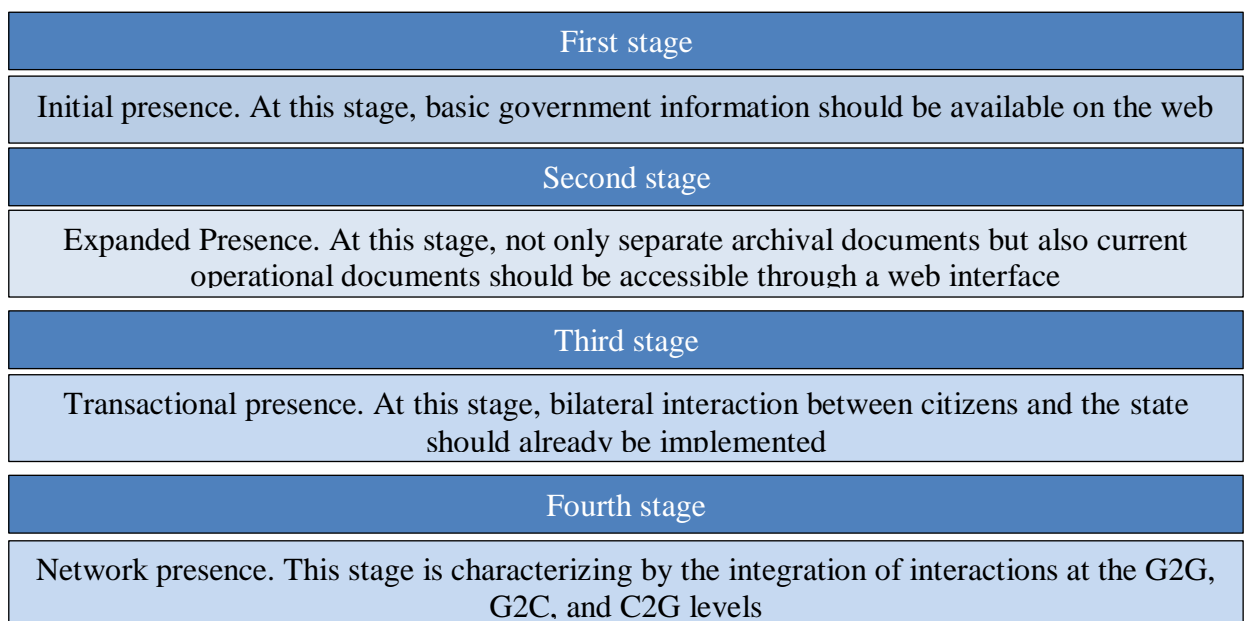 First stage
Initial presence. At this stage, basic government information should be available on the web
Second stage
Expanded Presence. At this stage, not only separate archival documents but also current
operational documents should be accessible through a web interface
Third stage
Transactional presence. At this stage, bilateral interaction between citizens and the state
should already be implemented
Fourth stage
Network presence. This stage is characterizing by the integration of interactions at the G2G,
G2C, and C2G levels